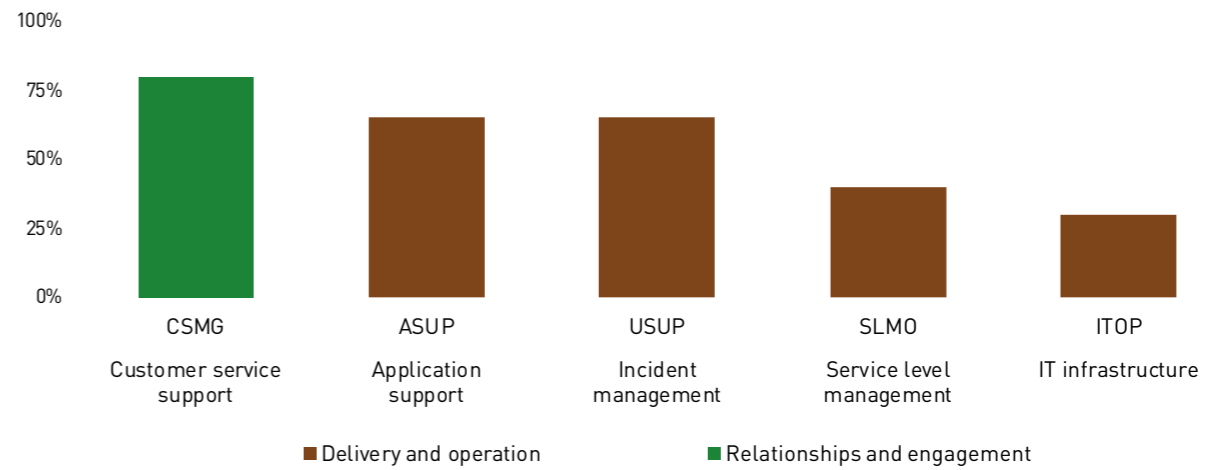 100%
75%
50%
25%
0%
CSMG ASUP USUP SLMO ITOP
Customer service support
Application support
Incident management
Service level management
IT infrastructure
Delivery and operation Relationships and engagement